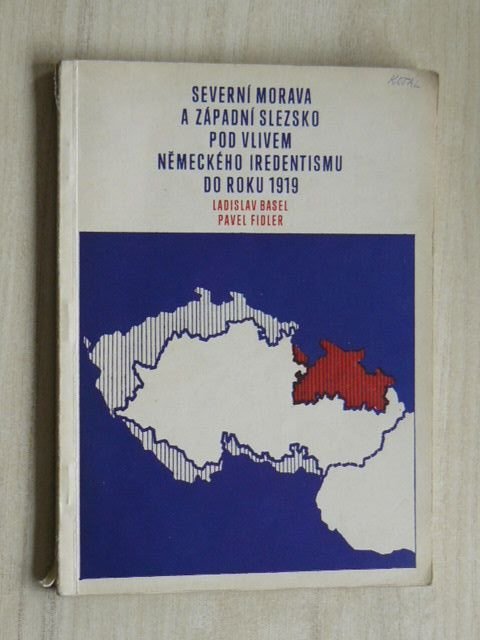 SEVERNÍ MORAVA
A ZÁPADNÍ SLEZSKO
POD VLIVEM
NĚMECKÉHO IREDENTISMU
DO ROKU 1919
LADISLAV BASEL
PAVEL FIDLER